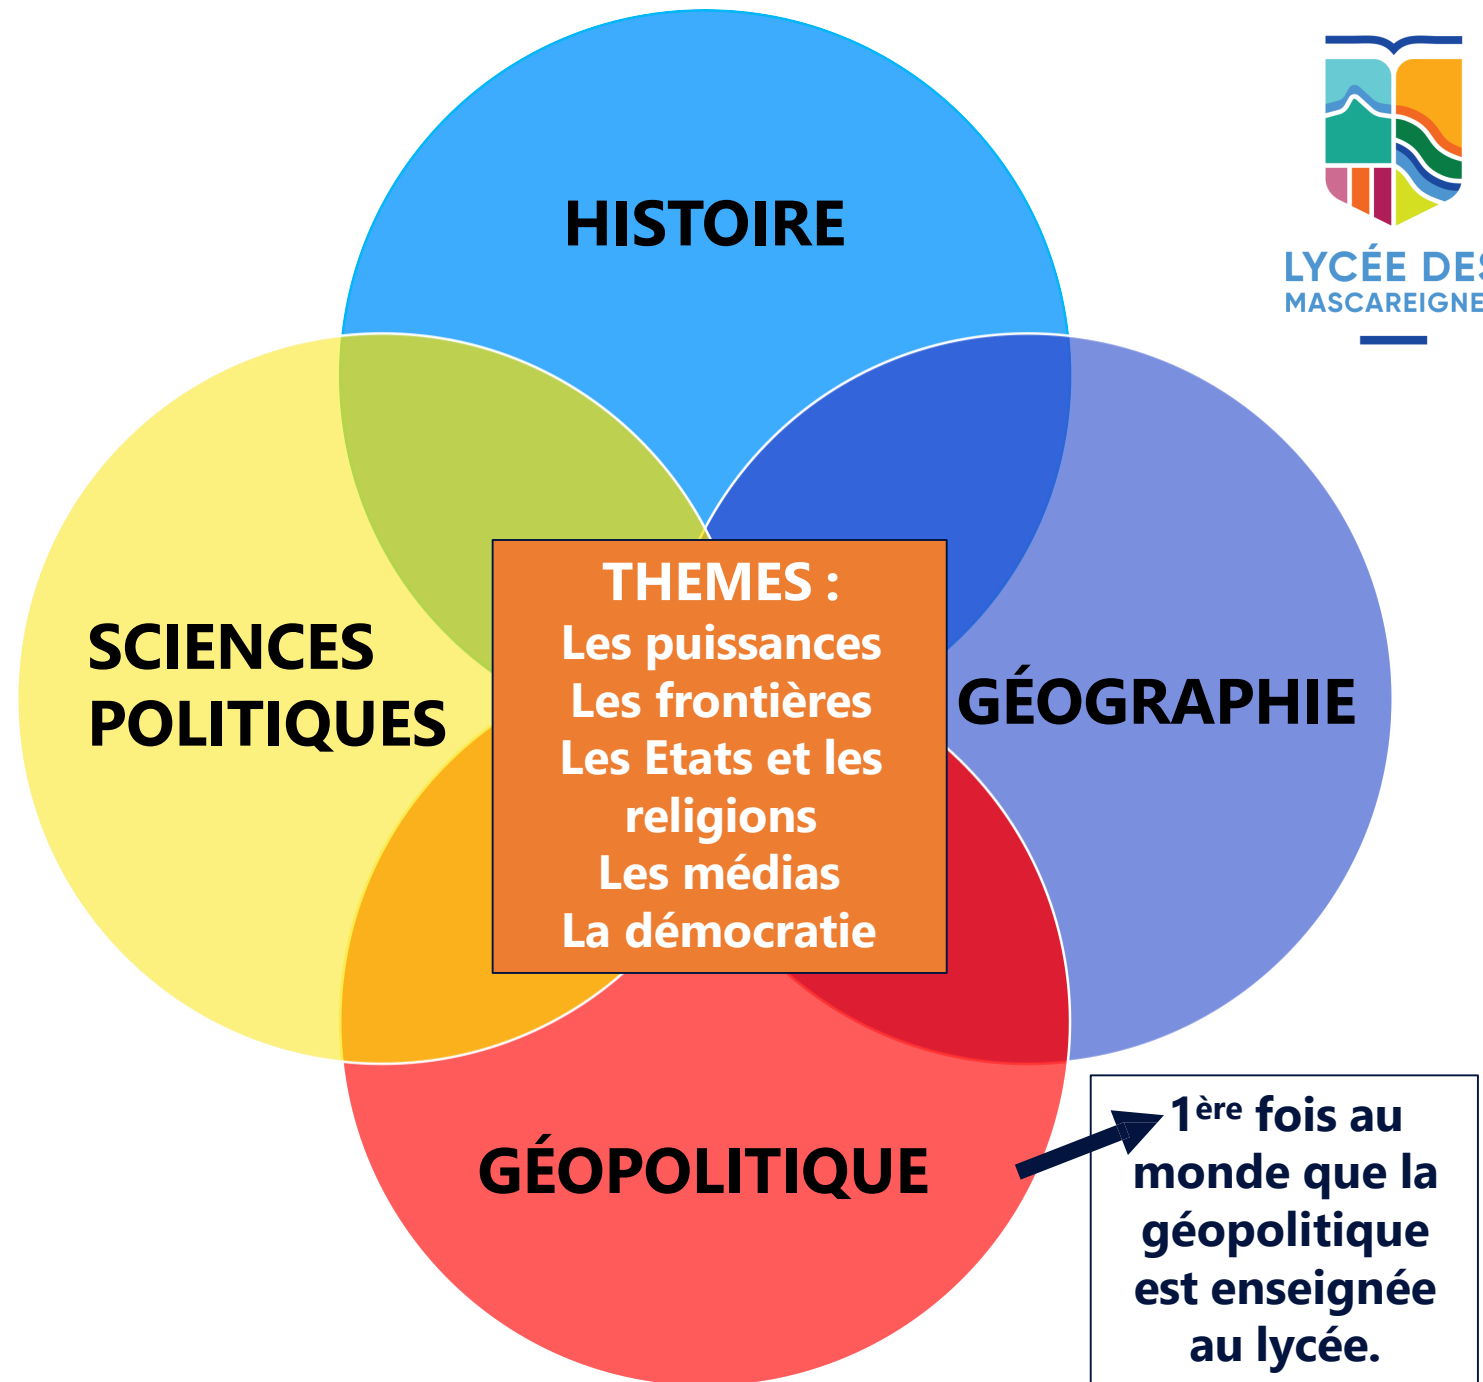 HISTOIRE
LYCÉE DES
MASCAREIGNE
THEMES :
Les puissances
Les frontières
Les Etats et les
religions
Les médias
La démocratie
SCIENCES
POLITIQUES
GÉOGRAPHIE
GÉOPOLITIQUE
1ère fois au
monde que la
géopolitique
est enseignée
au lycée.